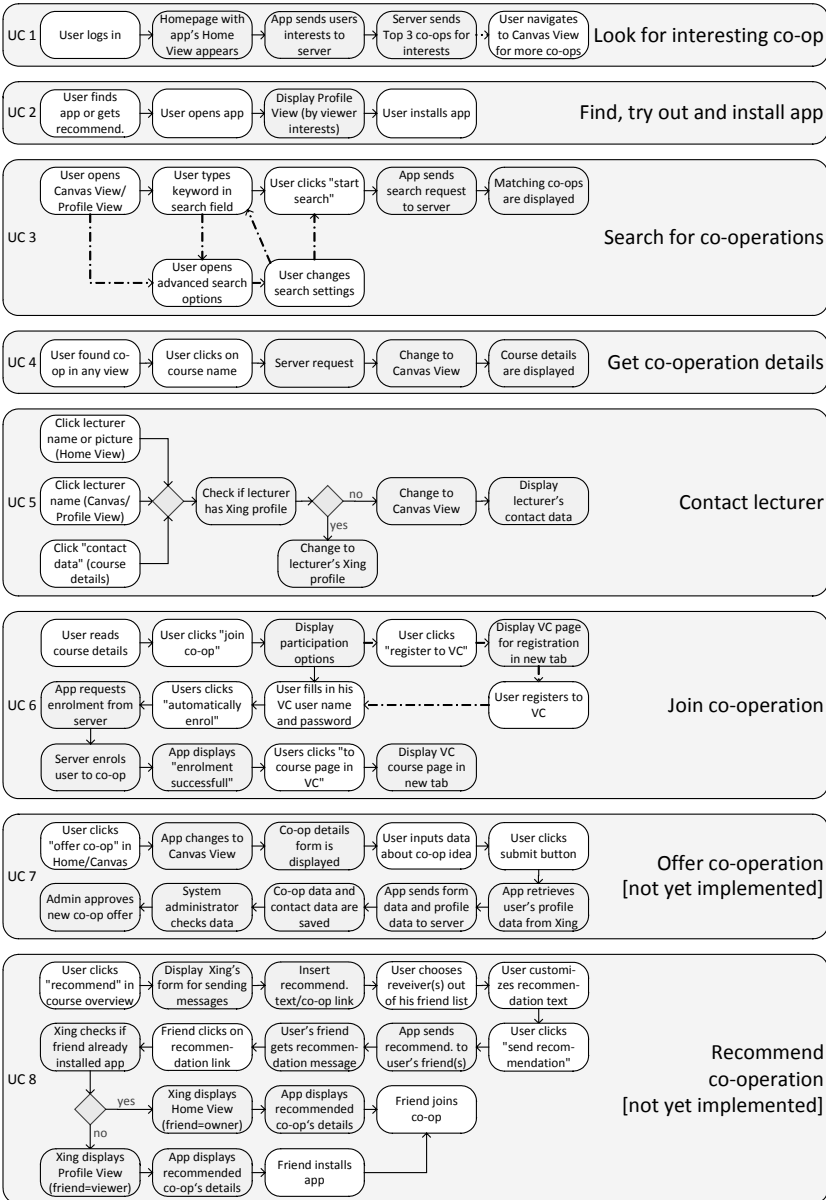 UC 1
User logs in
Homepage with
app's Home
View appears
App sends users
interests to
server
Server sends
Top 3 co-ops for
interests
User navigates
to Canvas View
for more co-ops
Look for interesting co-op
UC 2
User finds
app or gets
recommend.
User opens app
Display Profile
View (by viewer
interests)
User installs app
Find, try out and install app
UC 3
User opens
Canvas View/
Profile View
User types
keyword in
search field
User clicks "start
search"
App sends
search request
to server
Matching co-ops
are displayed
User opens
advanced search
options
User changes
search settings
Search for co-operations
UC 4
User found co-
op in any view
User clicks on
course name
Server request
Change to
Canvas View
Course details
are displayed
Get co-operation details
UC 5
Click lecturer
name or picture
(Home View)
Click lecturer
name (Canvas/
Profile View)
Click "contact
data" (course
details)
Check if lecturer
has Xing profile
no
yes
Change to
Canvas View
Display
lecturer's
contact data
Change to
lecturer's Xing
profile
Contact lecturer
UC 6
User reads
course details
User clicks "join
co-op"
Display
participation
options
User clicks
"register to VC"
Display VC page
for registration
in new tab
App requests
enrolment from
server
Users clicks
"automatically
enrol"
User fills in his
VC user name
and password
User registers to
VC
Server enrols
user to co-op
App displays
"enrolment
successfull"
Users clicks "to
course page in
VC"
Display VC
course page in
new tab
Join co-operation
UC 7
User clicks
"offer co-op" in
Home/Canvas
App changes to
Canvas View
Co-op details
form is
displayed
User inputs data
about co-op idea
User clicks
submit button
Admin approves
new co-op offer
System
administrator
checks data
Co-op data and
contact data are
saved
App sends form
data and profile
data to server
App retrieves
user's profile
data from Xing
Offer co-operation
[not yet implemented]
UC 8
User clicks
"recommend" in
course overview
Display Xing's
form for sending
messages
Insert
recommend.
text/co-op link
User chooses
reveiver(s) out
of his friend list
User customi-
zes recommen-
dation text
Xing checks if
friend already
installed app
Friend clicks on
recommen-
dation link
User's friend
gets recommen-
dation message
App sends
recommend. to
user's friend(s)
User clicks
"send recom-
mendation"
yes
no
Xing displays
Home View
(friend=owner)
App displays
recommended
co-op's details
Friend joins
co-op
Xing displays
Profile View
(friend=viewer)
App displays
recommended
co-op's details
Friend installs
app
Recommend
co-operation
[not yet implemented]